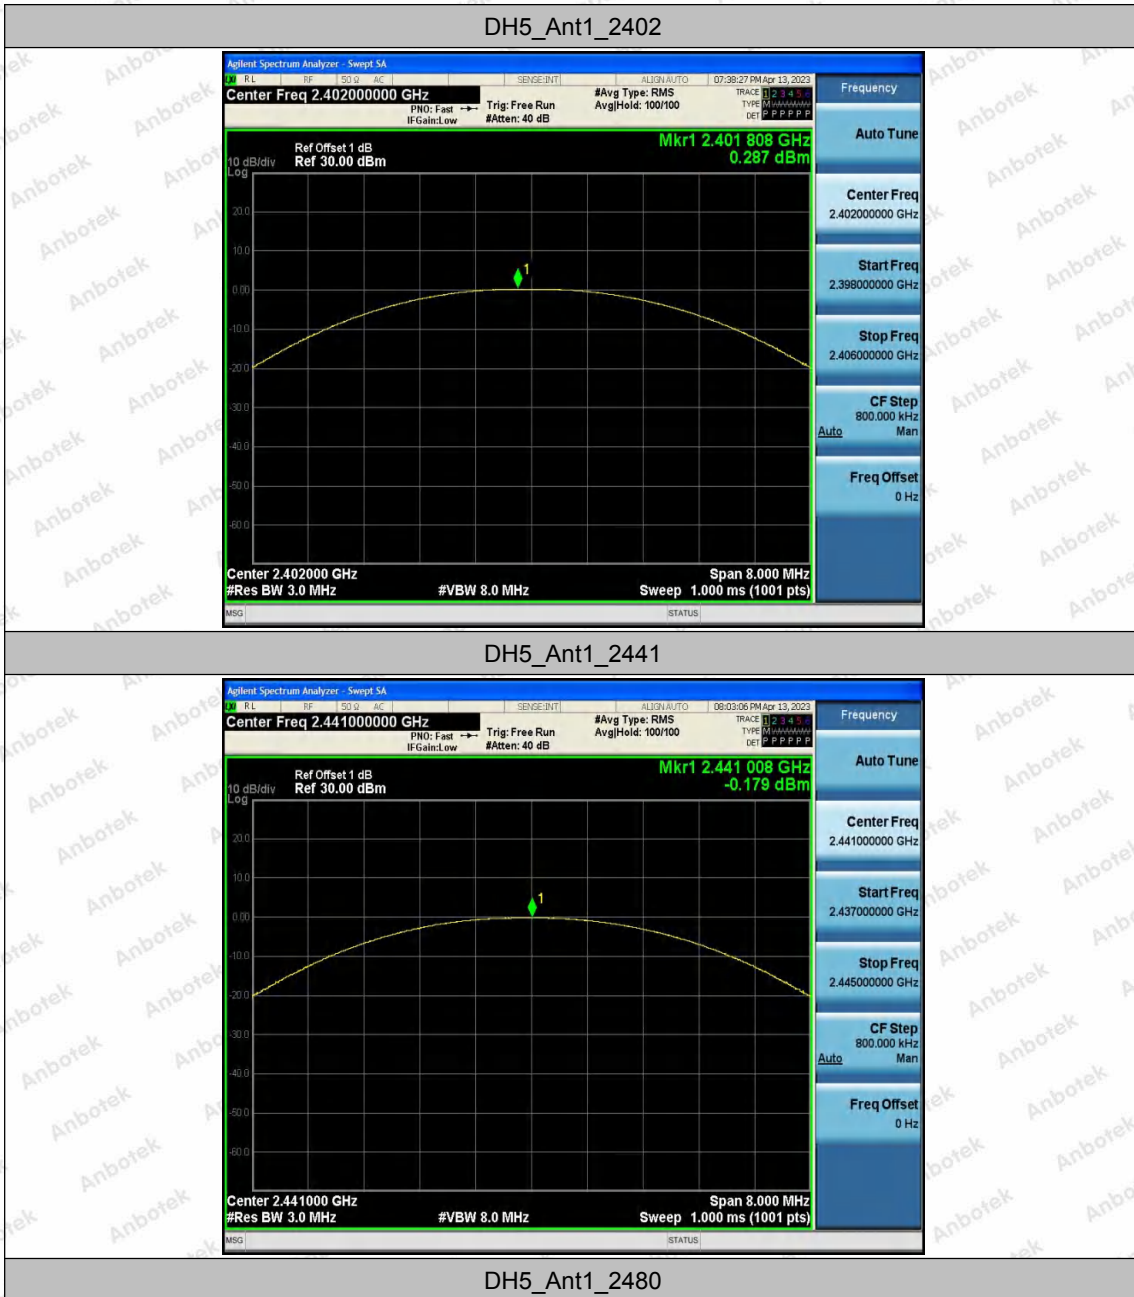 DH5_Ant1_2402
Agilent Spectrum Analyzer - Swept SA
RL RF 50 Ω AC SENSE:INT ALIGN AUTO 07:38:27 PM Apr 13, 2023
Center Freq 2.402000000 GHz
PNO: Fast
IFGain:Low
Trig: Free Run
#Atten: 40 dB
#Avg Type: RMS
Avg|Hold: 100/100
TRACE 1 2 3 4 5 6
TYPE M
DET P P P P P P
Mkr1 2.401 808 GHz
0.287 dBm
Ref Offset 1 dB
10 dB/div Ref 30.00 dBm
Log
20.0
10.0
0.00
-10.0
-20.0
-30.0
-40.0
-50.0
-60.0
1
Center 2.402000 GHz Span 8.000 MHz
#Res BW 3.0 MHz #VBW 8.0 MHz Sweep 1.000 ms (1001 pts)
MSG STATUS
Frequency
Auto Tune
Center Freq
2.402000000 GHz
Start Freq
2.398000000 GHz
Stop Freq
2.406000000 GHz
CF Step
800.000 kHz
Auto Man
Freq Offset
0 Hz
DH5_Ant1_2441
Agilent Spectrum Analyzer - Swept SA
RL RF 50 Ω AC SENSE:INT ALIGN AUTO 08:03:06 PM Apr 13, 2023
Center Freq 2.441000000 GHz
PNO: Fast
IFGain:Low
Trig: Free Run
#Atten: 40 dB
#Avg Type: RMS
Avg|Hold: 100/100
TRACE 1 2 3 4 5 6
TYPE M
DET P P P P P P
Mkr1 2.441 008 GHz
-0.179 dBm
Ref Offset 1 dB
10 dB/div Ref 30.00 dBm
Log
20.0
10.0
0.00
-10.0
-20.0
-30.0
-40.0
-50.0
-60.0
1
Center 2.441000 GHz Span 8.000 MHz
#Res BW 3.0 MHz #VBW 8.0 MHz Sweep 1.000 ms (1001 pts)
MSG STATUS
Frequency
Auto Tune
Center Freq
2.441000000 GHz
Start Freq
2.437000000 GHz
Stop Freq
2.445000000 GHz
CF Step
800.000 kHz
Auto Man
Freq Offset
0 Hz
DH5_Ant1_2480
Anbotek